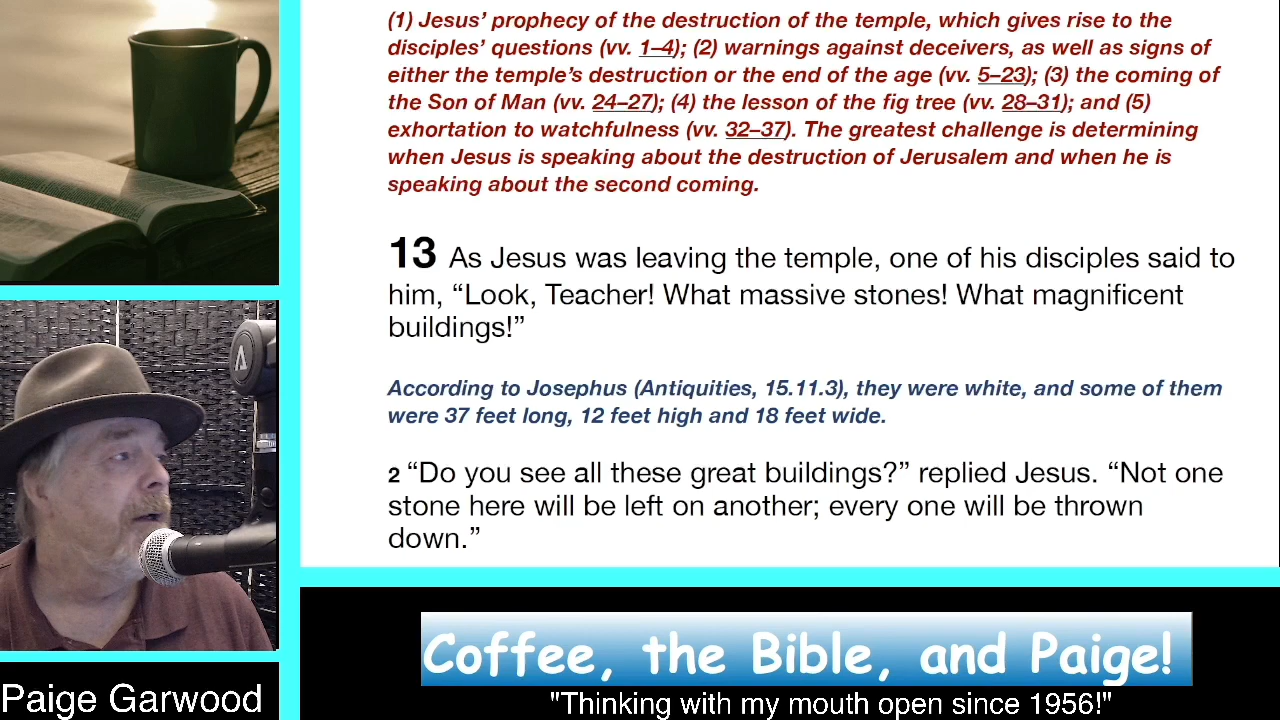 (1) Jesus’ prophecy of the destruction of the temple, which gives rise to the
disciples’ questions (vv. 1–4); (2) warnings against deceivers, as well as signs of
either the temple’s destruction or the end of the age (vv. 5–23); (3) the coming of
the Son of Man (vv. 24–27); (4) the lesson of the fig tree (vv. 28–31); and (5)
exhortation to watchfulness (vv. 32–37). The greatest challenge is determining
when Jesus is speaking about the destruction of Jerusalem and when he is
speaking about the second coming.
13 As Jesus was leaving the temple, one of his disciples said to
him, “Look, Teacher! What massive stones! What magnificent
buildings!”
According to Josephus (Antiquities, 15.11.3), they were white, and some of them
were 37 feet long, 12 feet high and 18 feet wide.
2 “Do you see all these great buildings?” replied Jesus. “Not one
stone here will be left on another; every one will be thrown
down.”
Coffee, the Bible, and Paige!
Paige Garwood
"Thinking with my mouth open since 1956!"